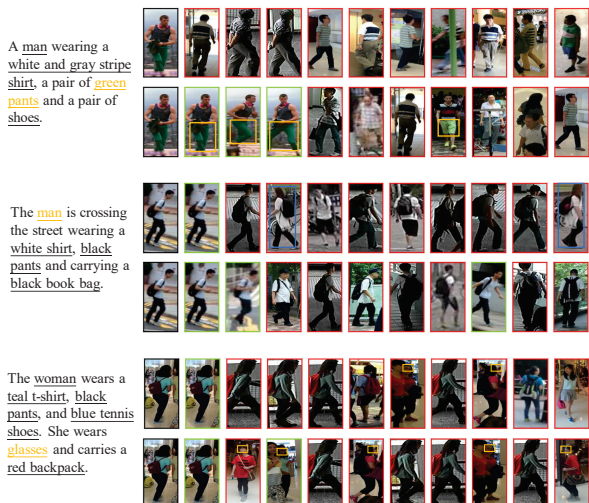 A man wearing a
white and gray stripe
shirt, a pair of green
pants and a pair of
shoes.
The man is crossing
the street wearing a
white shirt, black
pants and carrying a
black book bag.
The woman wears a
teal t-shirt, black
pants, and blue tennis
shoes. She wears
glasses and carries a
red backpack.